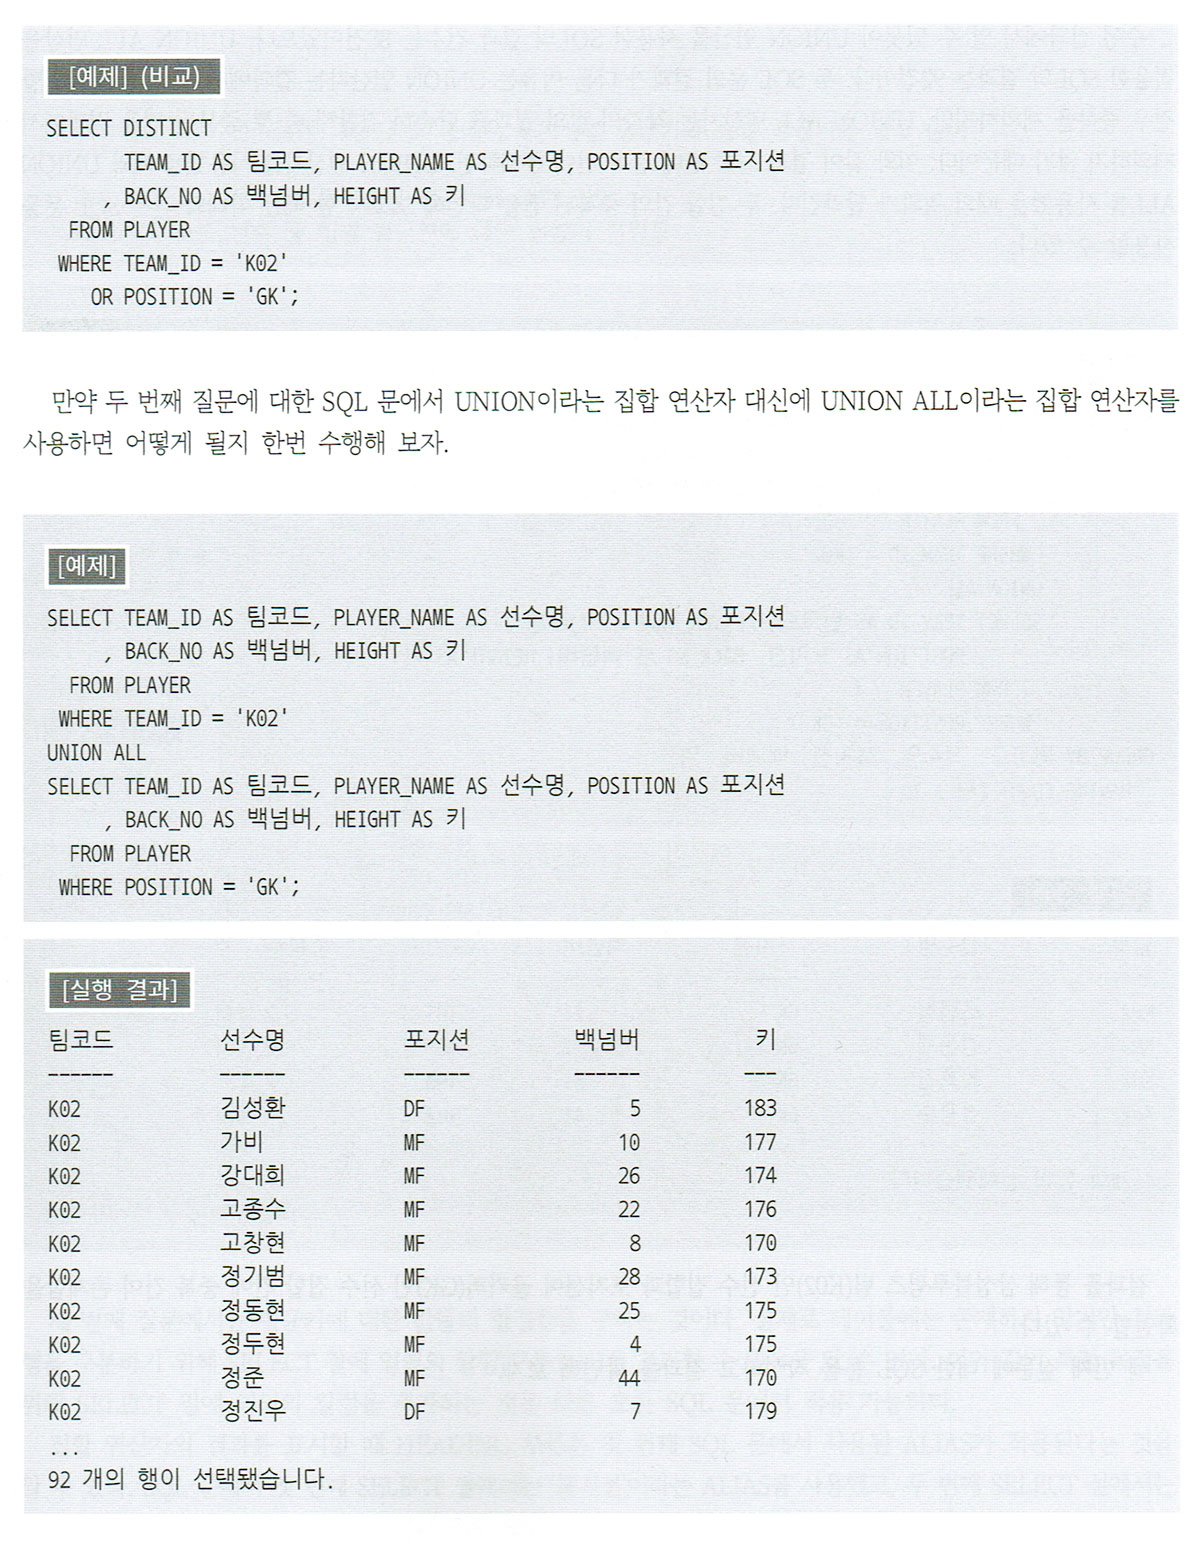 [예제] (비교)
SELECT DISTINCT
TEAM_ID AS 팀코드, PLAYER_NAME AS 선수명, POSITION AS 포지션
, BACK_NO AS 백넘버, HEIGHT AS 키
FROM PLAYER
WHERE TEAM_ID = 'K02'
OR POSITION = 'GK';
만약 두 번째 질문에 대한 SQL 문에서 UNION이라는 집합 연산자 대신에 UNION ALL이라는 집합 연산자를
사용하면 어떻게 될지 한번 수행해 보자.
[예제]
SELECT TEAM_ID AS 팀코드, PLAYER_NAME AS 선수명, POSITION AS 포지션
, BACK_NO AS 백넘버, HEIGHT AS 키
FROM PLAYER
WHERE TEAM_ID = 'K02'
UNION ALL
SELECT TEAM_ID AS 팀코드, PLAYER_NAME AS 선수명, POSITION AS 포지션
, BACK_NO AS 백넘버, HEIGHT AS 키
FROM PLAYER
WHERE POSITION = 'GK';
[실행 결과]
팀코드 선수명 포지션 백넘버 키
------ ------ ------ ------ ---
K02 김성환 DF 5 183
K02 가비 MF 10 177
K02 강대희 MF 26 174
K02 고종수 MF 22 176
K02 고창현 MF 8 170
K02 정기범 MF 28 173
K02 정동현 MF 25 175
K02 정두현 MF 4 175
K02 정준 MF 44 170
K02 정진우 DF 7 179
...
92 개의 행이 선택됐습니다.